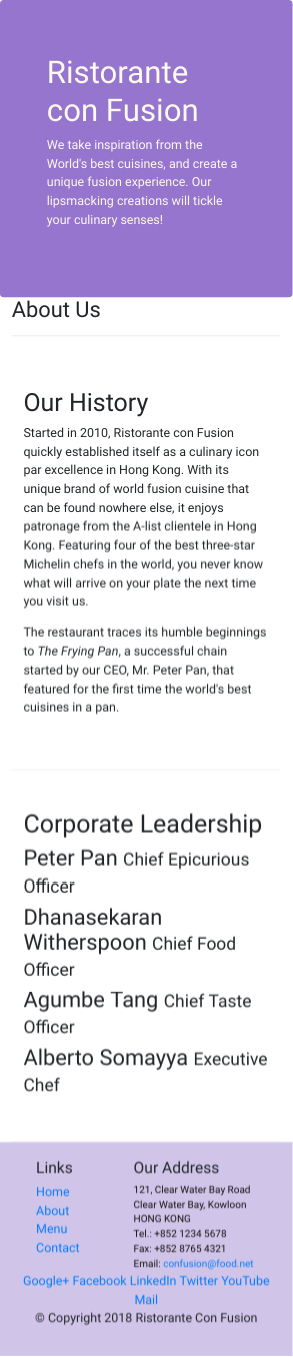 Ristorante
con Fusion
We take inspiration from the
World's best cuisines, and create a
unique fusion experience. Our
lipsmacking creations will tickle
your culinary senses!
About Us
Our History
Started in 2010, Ristorante con Fusion
quickly established itself as a culinary icon
par excellence in Hong Kong. With its
unique brand of world fusion cuisine that
can be found nowhere else, it enjoys
patronage from the A-list clientele in Hong
Kong. Featuring four of the best three-star
Michelin chefs in the world, you never know
what will arrive on your plate the next time
you visit us.
The restaurant traces its humble beginnings
to The Frying Pan, a successful chain
started by our CEO, Mr. Peter Pan, that
featured for the first time the world's best
cuisines in a pan.
Corporate Leadership
Peter Pan Chief Epicurious
Officer
Dhanasekaran
Witherspoon Chief Food
Officer
Agumbe Tang Chief Taste
Officer
Alberto Somayya Executive
Chef
Links
Home
About
Menu
Contact
Our Address
121, Clear Water Bay Road
Clear Water Bay, Kowloon
HONG KONG
Tel.: +852 1234 5678
Fax: +852 8765 4321
Email: confusion@food.net
Google+ Facebook LinkedIn Twitter YouTube
Mail
© Copyright 2018 Ristorante Con Fusion